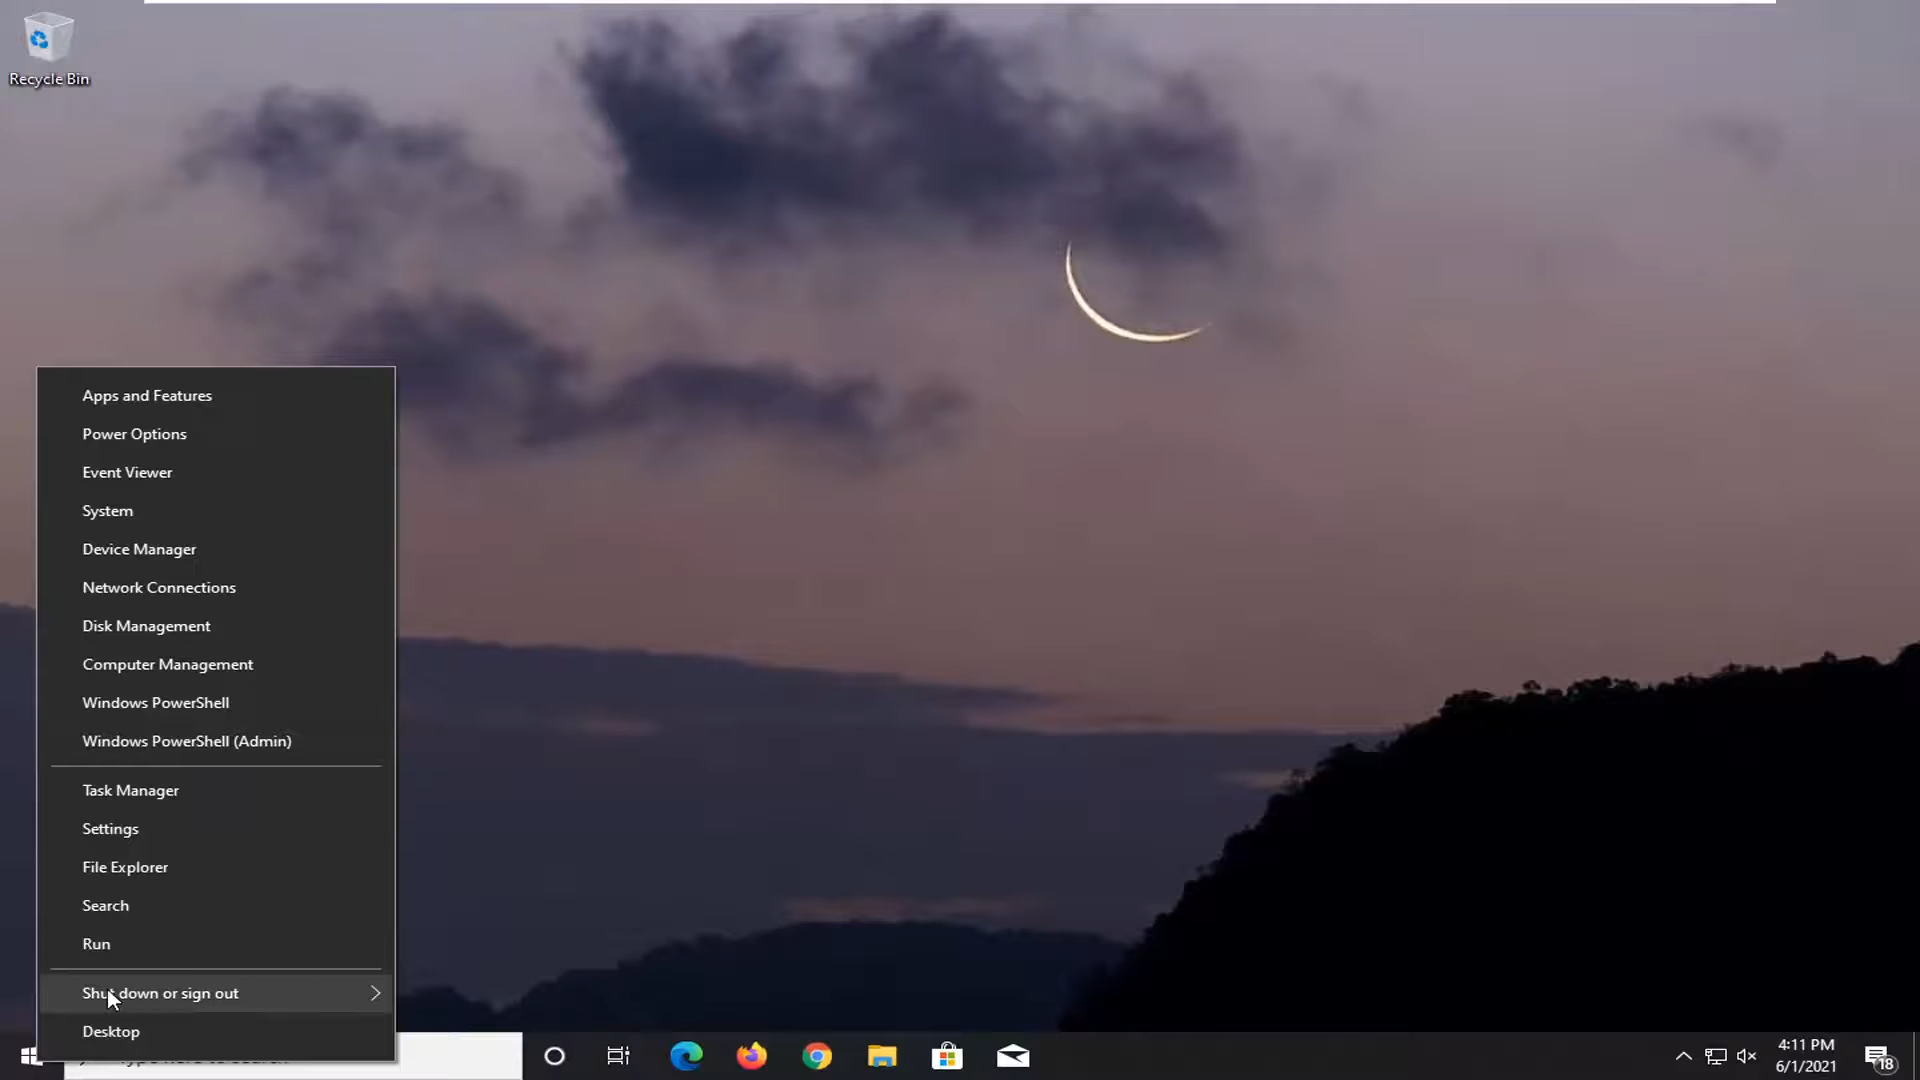 Recycle Bin
Apps and Features
Power Options
Event Viewer
System
Device Manager
Network Connections
Disk Management
Computer Management
Windows PowerShell
Windows PowerShell (Admin)
Task Manager
Settings
File Explorer
Search
Run
Shut down or sign out
Desktop
4:11 PM
6/1/2021
18